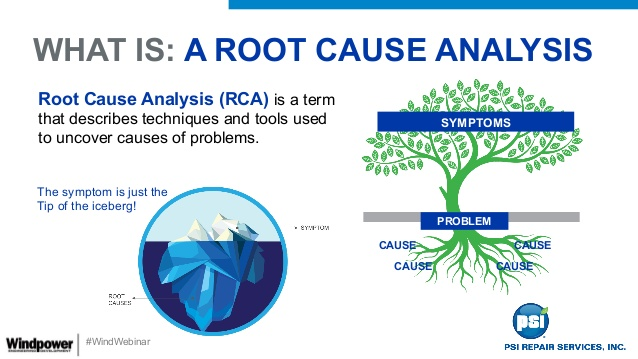 WHAT IS: A ROOT CAUSE ANALYSIS
Root Cause Analysis (RCA) is a term
that describes techniques and tools used
to uncover causes of problems.
The symptom is just the
Tip of the iceberg!
SYMPTOM
ROOT
CAUSES
SYMPTOMS
PROBLEM
CAUSE CAUSE
CAUSE CAUSE
Windpower
ENGINEERING & DEVELOPMENT
#WindWebinar
psi
PSI REPAIR SERVICES, INC.